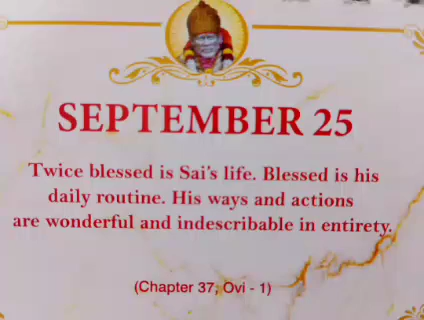 SEPTEMBER 25
Twice blessed is Sai's life. Blessed is his
daily routine. His ways and actions
are wonderful and indescribable in entirety.
(Chapter 37, Ovi - 1)